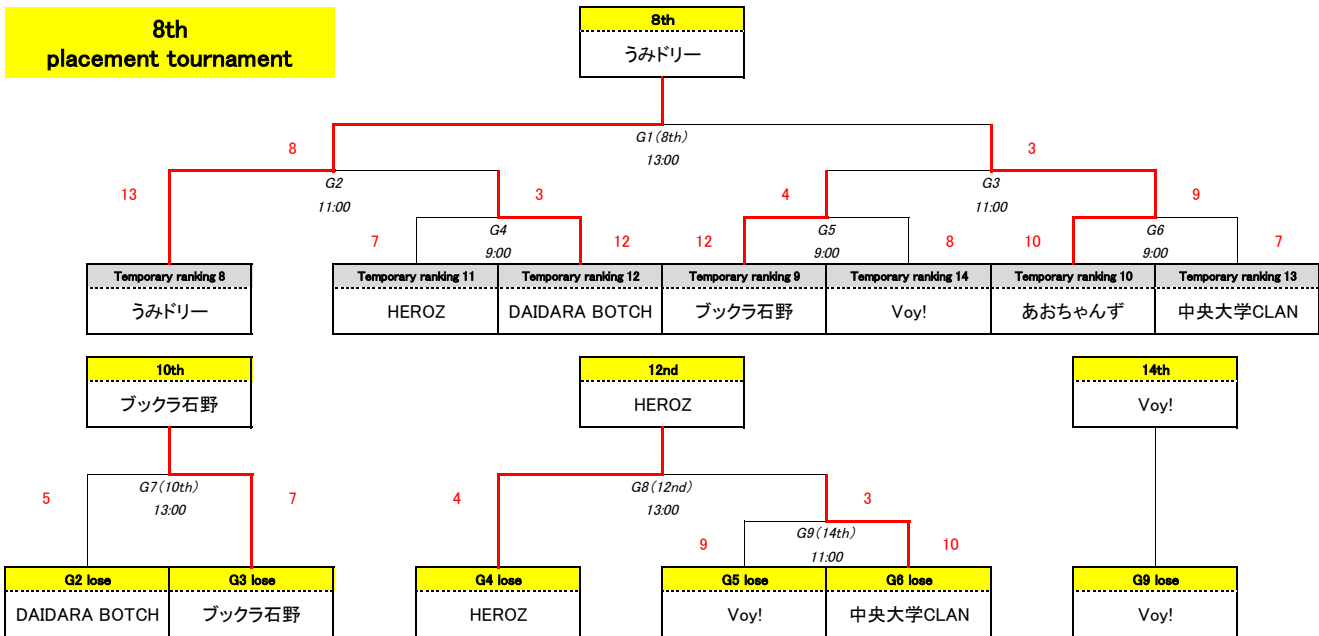 8th
placement tournament
8th
うみドリー
G1(8th)
13:00
8
3
G2
11:00
G3
11:00
13
3
4
9
G4
9:00
G5
9:00
G6
9:00
7
12
12
8
10
7
Temporary ranking 8
Temporary ranking 11
Temporary ranking 12
Temporary ranking 9
Temporary ranking 14
Temporary ranking 10
Temporary ranking 13
うみドリー
HEROZ
DAIDARA BOTCH
ブックラ石野
Voy!
あおちゃんず
中央大学CLAN
10th
12nd
14th
ブックラ石野
HEROZ
Voy!
G7(10th)
13:00
5
7
G8(12nd)
13:00
4
3
G9(14th)
11:00
9
10
G2 lose
G3 lose
G4 lose
G5 lose
G6 lose
G9 lose
DAIDARA BOTCH
ブックラ石野
HEROZ
Voy!
中央大学CLAN
Voy!